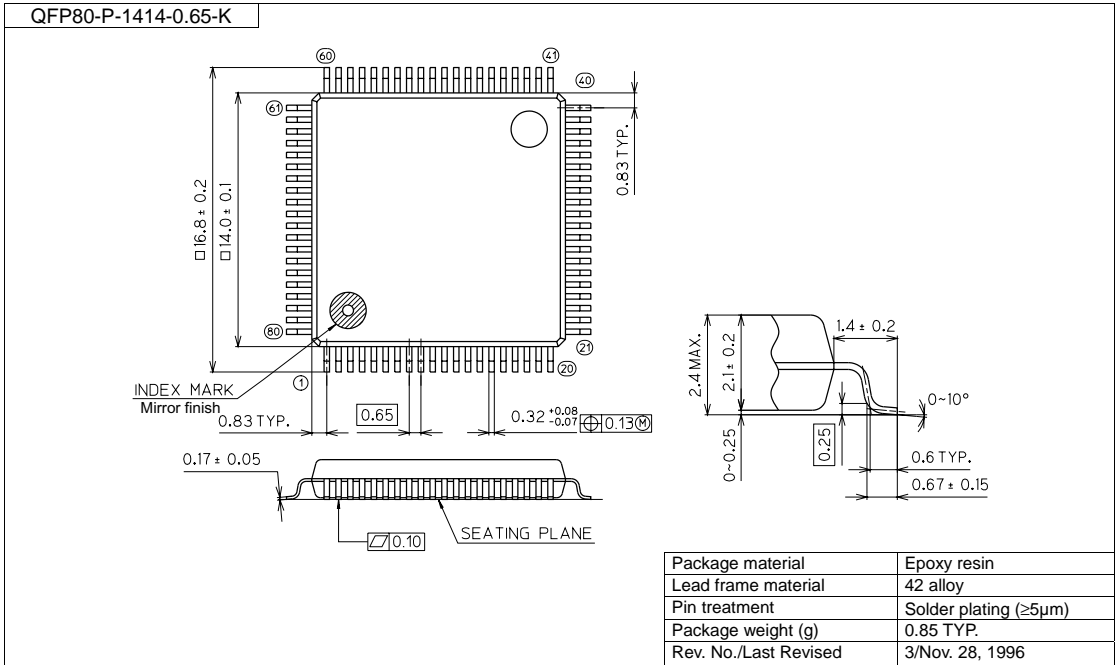 QFP80-P-1414-0.65-K
60
41
40
61
0.83 TYP.
□16.8 ± 0.2
□14.0 ± 0.1
80
21
1
20
INDEX MARK
Mirror finish
0.83 TYP.
0.65
0.32 +0.08 -0.07 ⌖ 0.13 Ⓜ
2.4 MAX.
2.1 ± 0.2
1.4 ± 0.2
0~10°
0~0.25
0.25
0.6 TYP.
0.67 ± 0.15
0.17 ± 0.05
SEATING PLANE
⏥ 0.10
Package material Epoxy resin
Lead frame material 42 alloy
Pin treatment Solder plating (≥5µm)
Package weight (g) 0.85 TYP.
Rev. No./Last Revised 3/Nov. 28, 1996